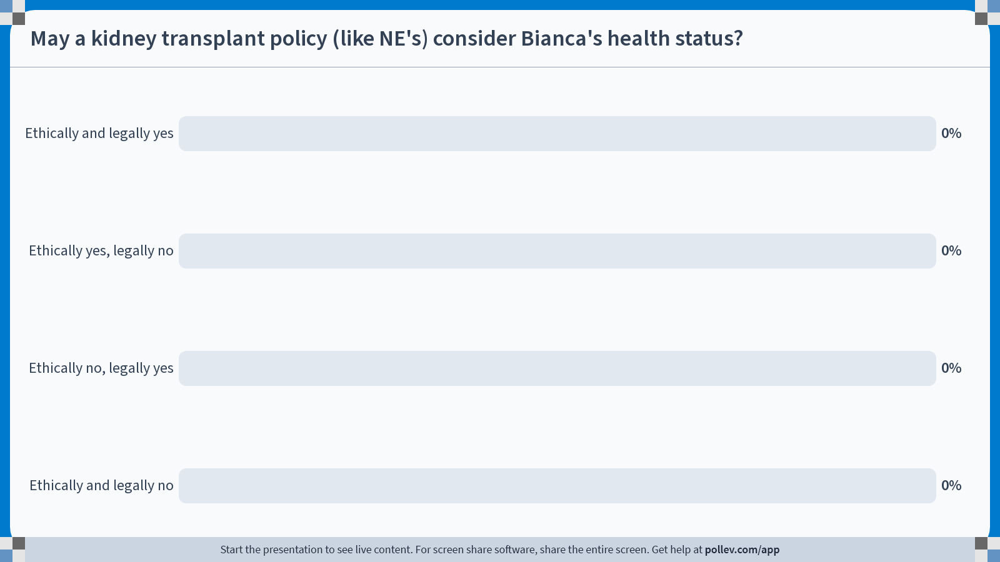 May a kidney transplant policy (like NE's) consider Bianca's health status?
Ethically and legally yes 0%
Ethically yes, legally no 0%
Ethically no, legally yes 0%
Ethically and legally no 0%
Start the presentation to see live content. For screen share software, share the entire screen. Get help at pollev.com/app